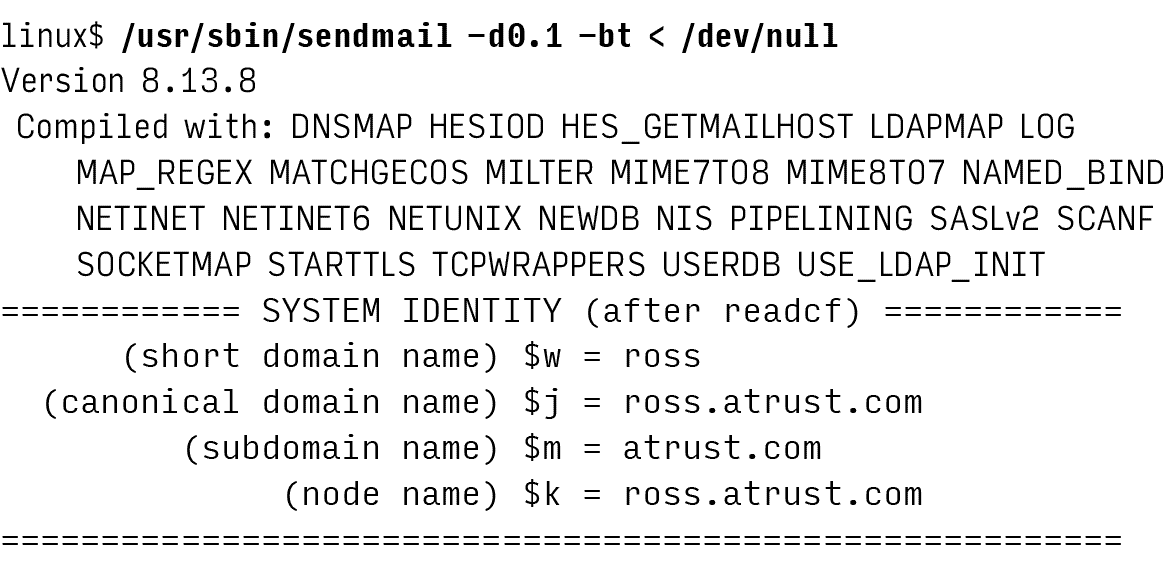 linux$ /usr/sbin/sendmail -d0.1 -bt < /dev/null
Version 8.13.8
Compiled with: DNSMAP HESIOD HES_GETMAILHOST LDAPMAP LOG
MAP_REGEX MATCHGECOS MILTER MIME7TO8 MIME8TO7 NAMED_BIND
NETINET NETINET6 NETUNIX NEWDB NIS PIPELINING SASLv2 SCANF
SOCKETMAP STARTTLS TCPWRAPPERS USERDB USE_LDAP_INIT
============ SYSTEM IDENTITY (after readcf) ============
(short domain name) $w = ross
(canonical domain name) $j = ross.atrust.com
(subdomain name) $m = atrust.com
(node name) $k = ross.atrust.com
========================================================